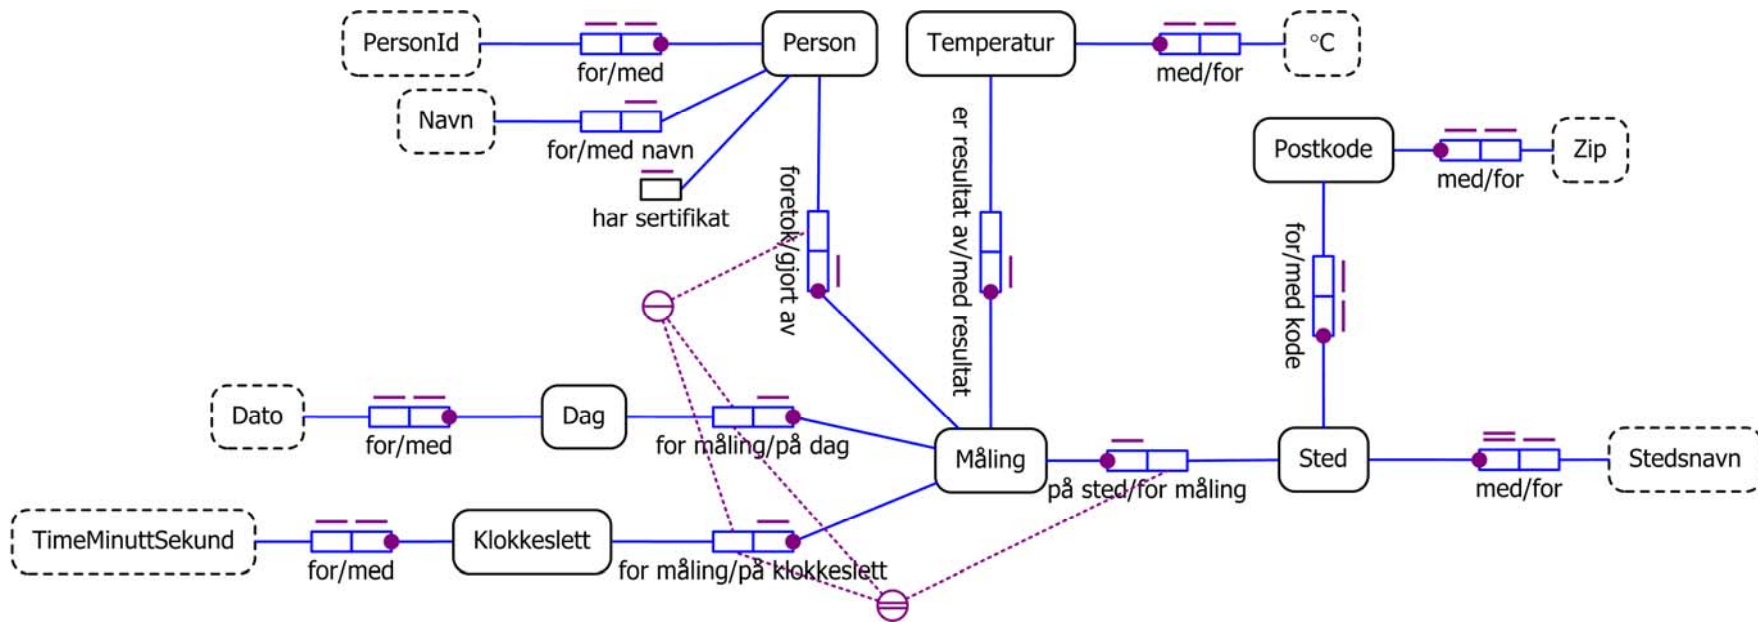 PersonId
for/med
Person
Temperatur
med/for
°C
Navn
for/med navn
har sertifikat
foretok/gjort av
er resultat av/med resultat
Postkode
med/for
Zip
for/med kode
Dato
for/med
Dag
for måling/på dag
Måling
på sted/for måling
Sted
med/for
Stedsnavn
TimeMinuttSekund
for/med
Klokkeslett
for måling/på klokkeslett